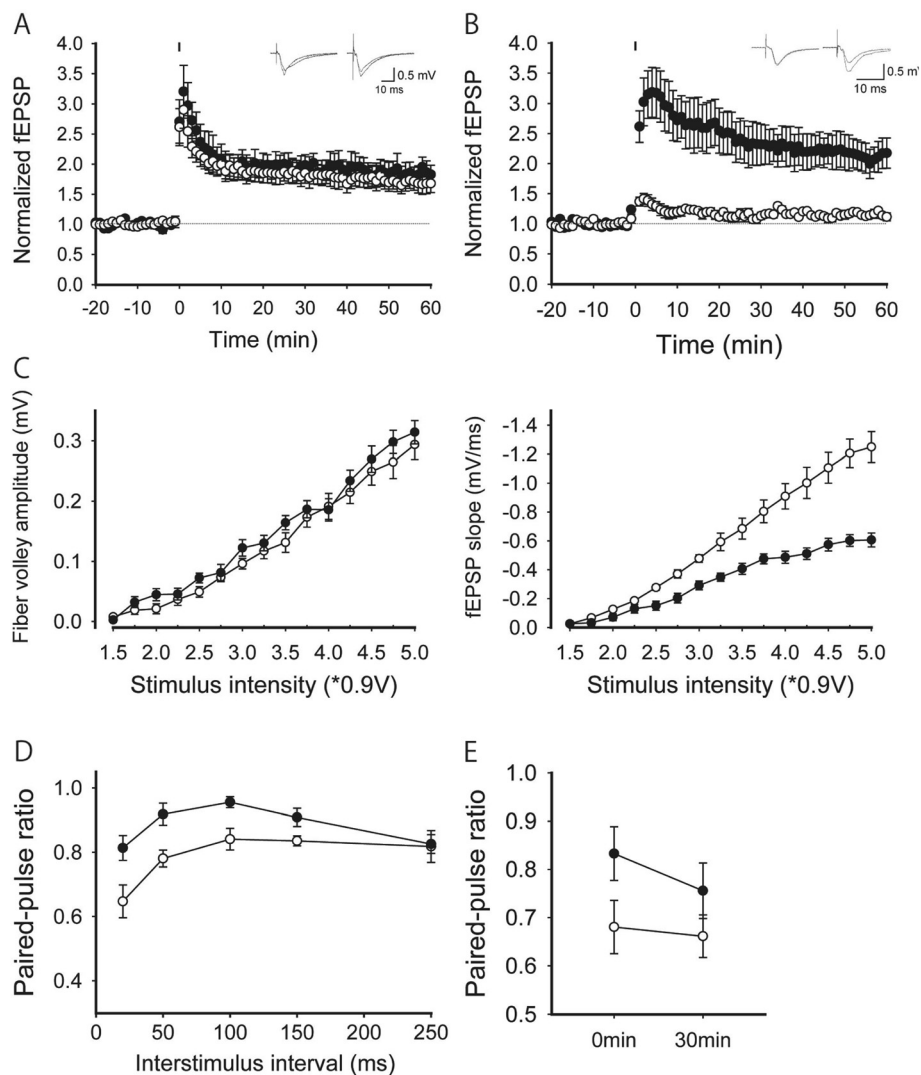 A
4.0
3.5
3.0
2.5
2.0
1.5
1.0
0.5
0.0
Normalized fEPSP
0.5 mV
10 ms
-20 -10 0 10 20 30 40 50 60
Time (min)
B
4.0
3.5
3.0
2.5
2.0
1.5
1.0
0.5
0.0
Normalized fEPSP
0.5 mV
10 ms
-20 -10 0 10 20 30 40 50 60
Time (min)
C
Fiber volley amplitude (mV)
0.3
0.2
0.1
0.0
1.5 2.0 2.5 3.0 3.5 4.0 4.5 5.0
Stimulus intensity (*0.9V)
fEPSP slope (mV/ms)
-1.4
-1.2
-1.0
-0.8
-0.6
-0.4
-0.2
0.0
1.5 2.0 2.5 3.0 3.5 4.0 4.5 5.0
Stimulus intensity (*0.9V)
D
Paired-pulse ratio
1.0
0.8
0.6
0.4
0 50 100 150 200 250
Interstimulus interval (ms)
E
Paired-pulse ratio
1.0
0.9
0.8
0.7
0.6
0.5
0min 30min